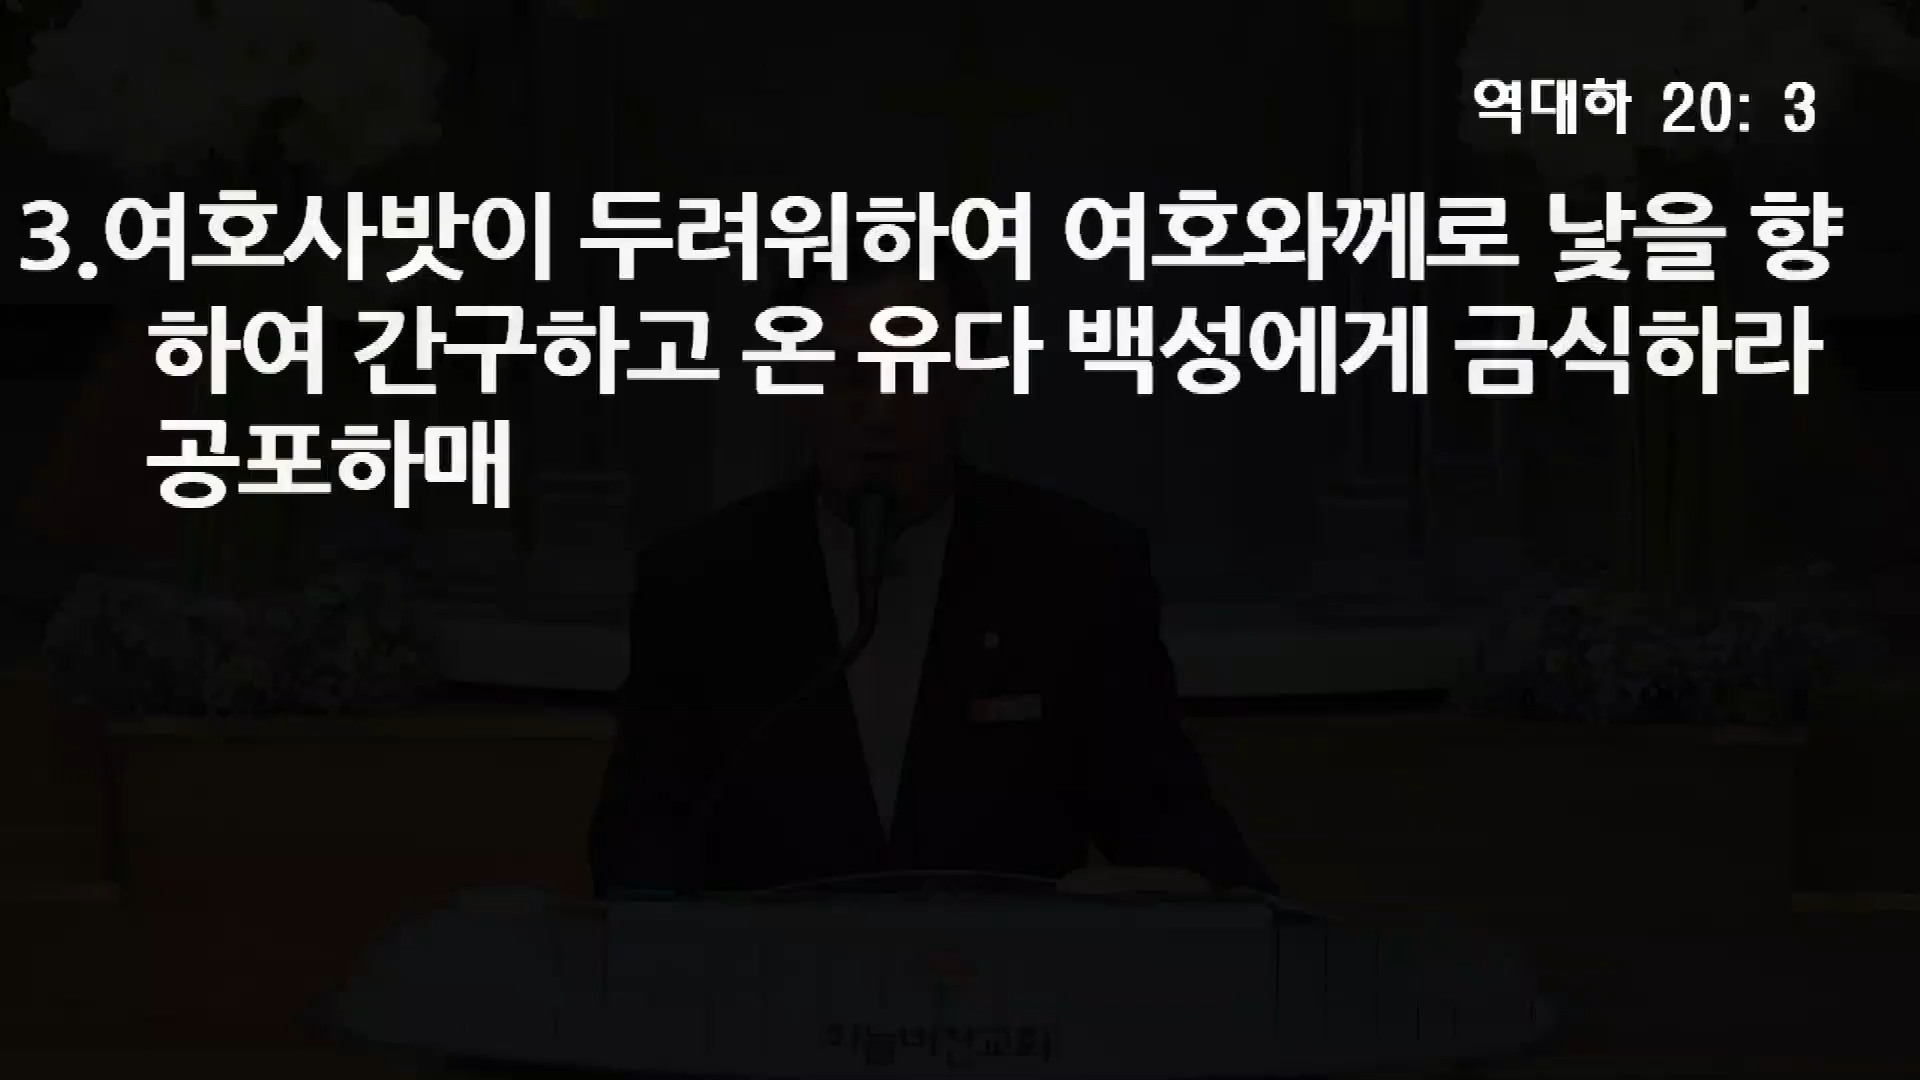 역대하 20: 3
3.여호사밧이 두려워하여 여호와께로 낯을 향
하여 간구하고 온 유다 백성에게 금식하라
공포하매